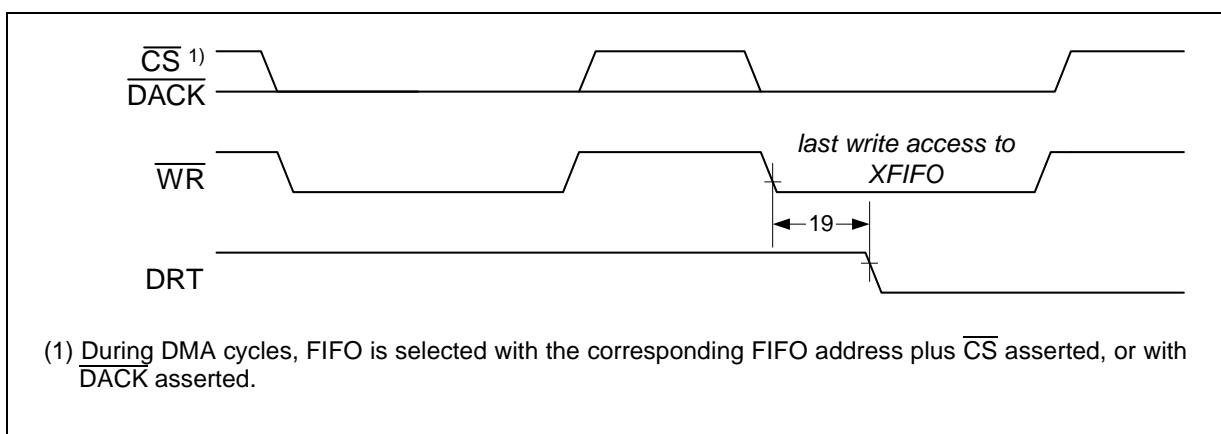 CS 1)
DACK
WR
last write access to
XFIFO
19
DRT
(1) During DMA cycles, FIFO is selected with the corresponding FIFO address plus CS asserted, or with
DACK asserted.